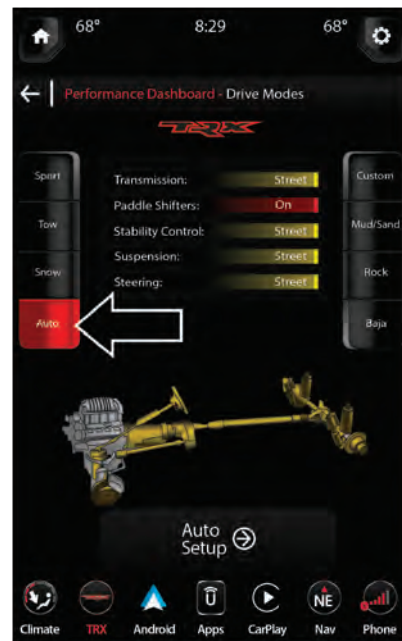 68° 8:29 68°
Performance Dashboard - Drive Modes
TRX
Sport
Tow
Snow
Auto
Transmission: Street
Paddle Shifters: On
Stability Control: Street
Suspension: Street
Steering: Street
Custom
Mud/Sand
Rock
Baja
Auto
Setup
NE
Climate TRX Android Apps CarPlay Nav Phone